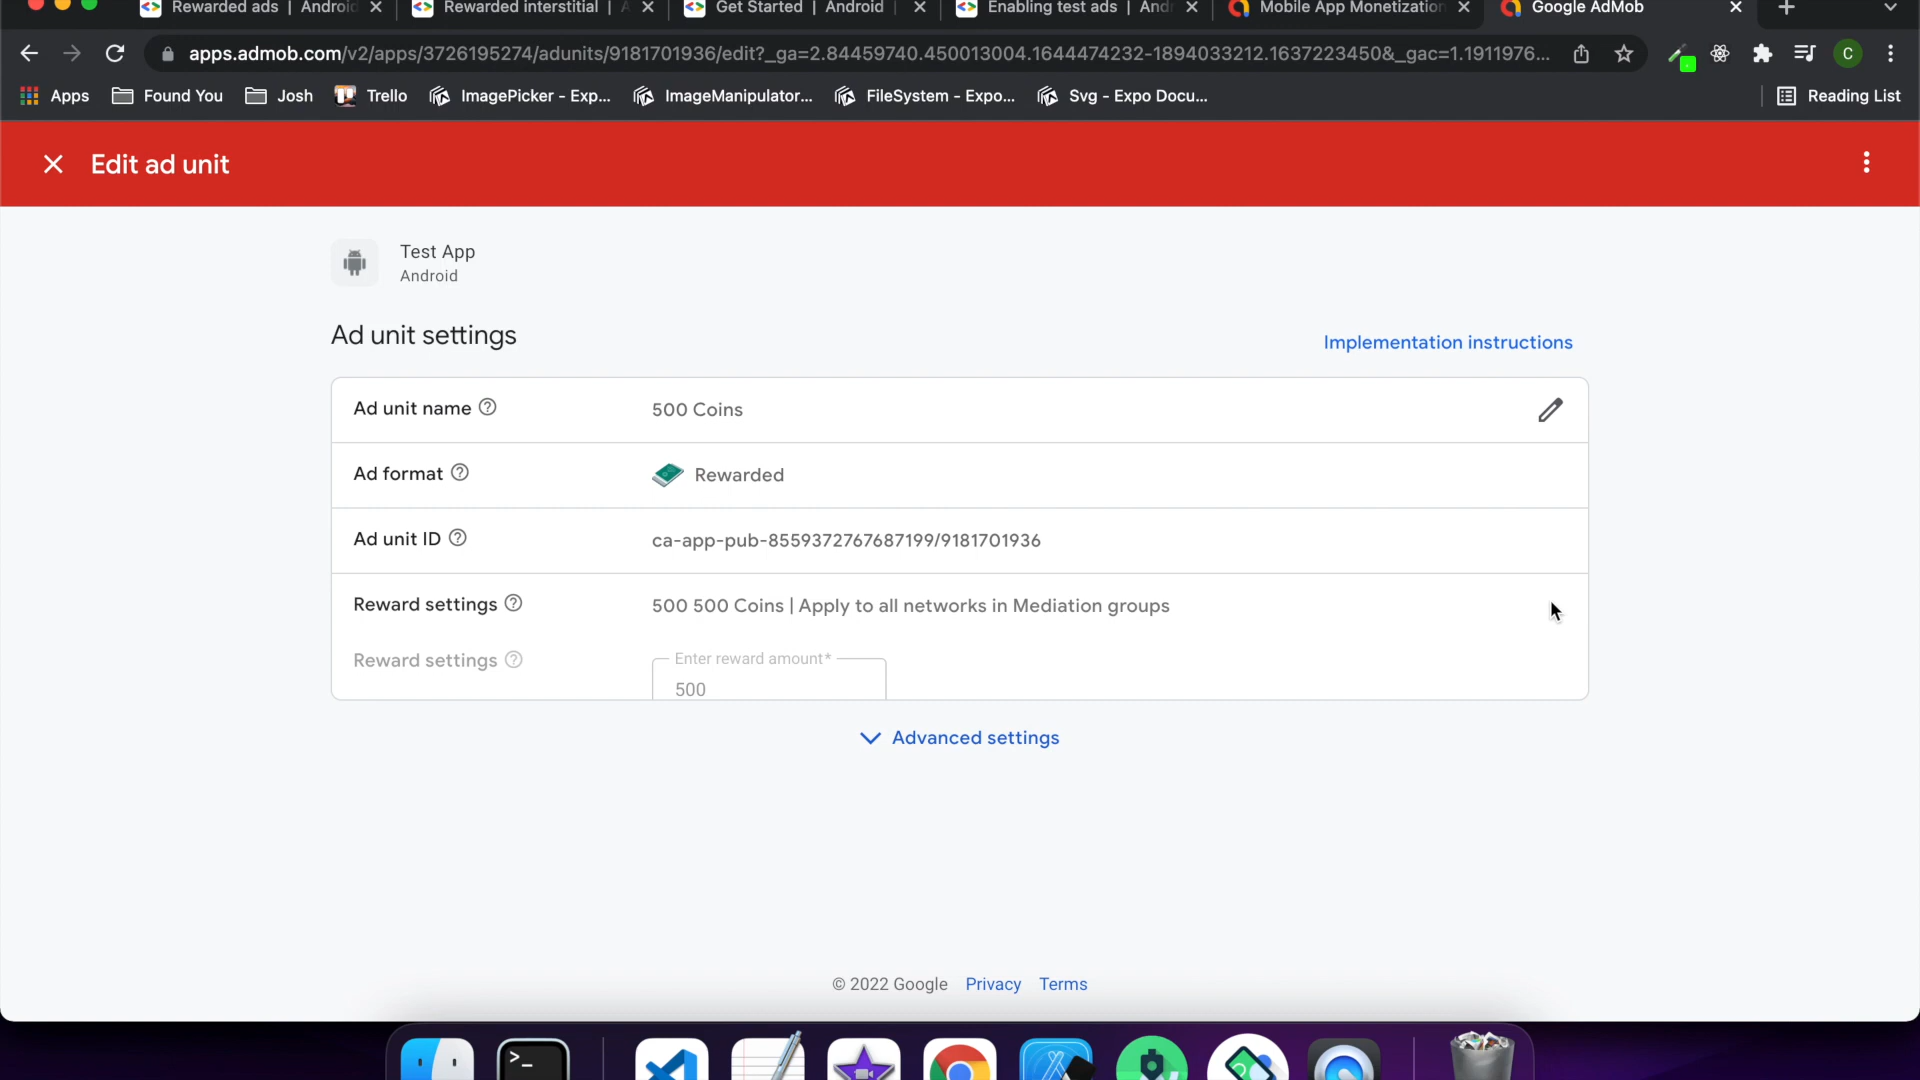 Rewarded ads | Android
Rewarded interstitial |
Get Started | Android |
Enabling test ads | And
Mobile App Monetization
Google AdMob
apps.admob.com/v2/apps/3726195274/adunits/9181701936/edit?_ga=2.84459740.450013004.1644474232-1894033212.1637223450&_gac=1.1911976...
C
Apps
Found You
Josh
Trello
ImagePicker - Exp...
ImageManipulator...
FileSystem - Expo...
Svg - Expo Docu...
Reading List
Edit ad unit
Test App
Android
Ad unit settings
Implementation instructions
Ad unit name
500 Coins
Ad format
Rewarded
Ad unit ID
ca-app-pub-8559372767687199/9181701936
Reward settings
500 500 Coins | Apply to all networks in Mediation groups
Reward settings
Enter reward amount*
500
Advanced settings
© 2022 Google Privacy Terms